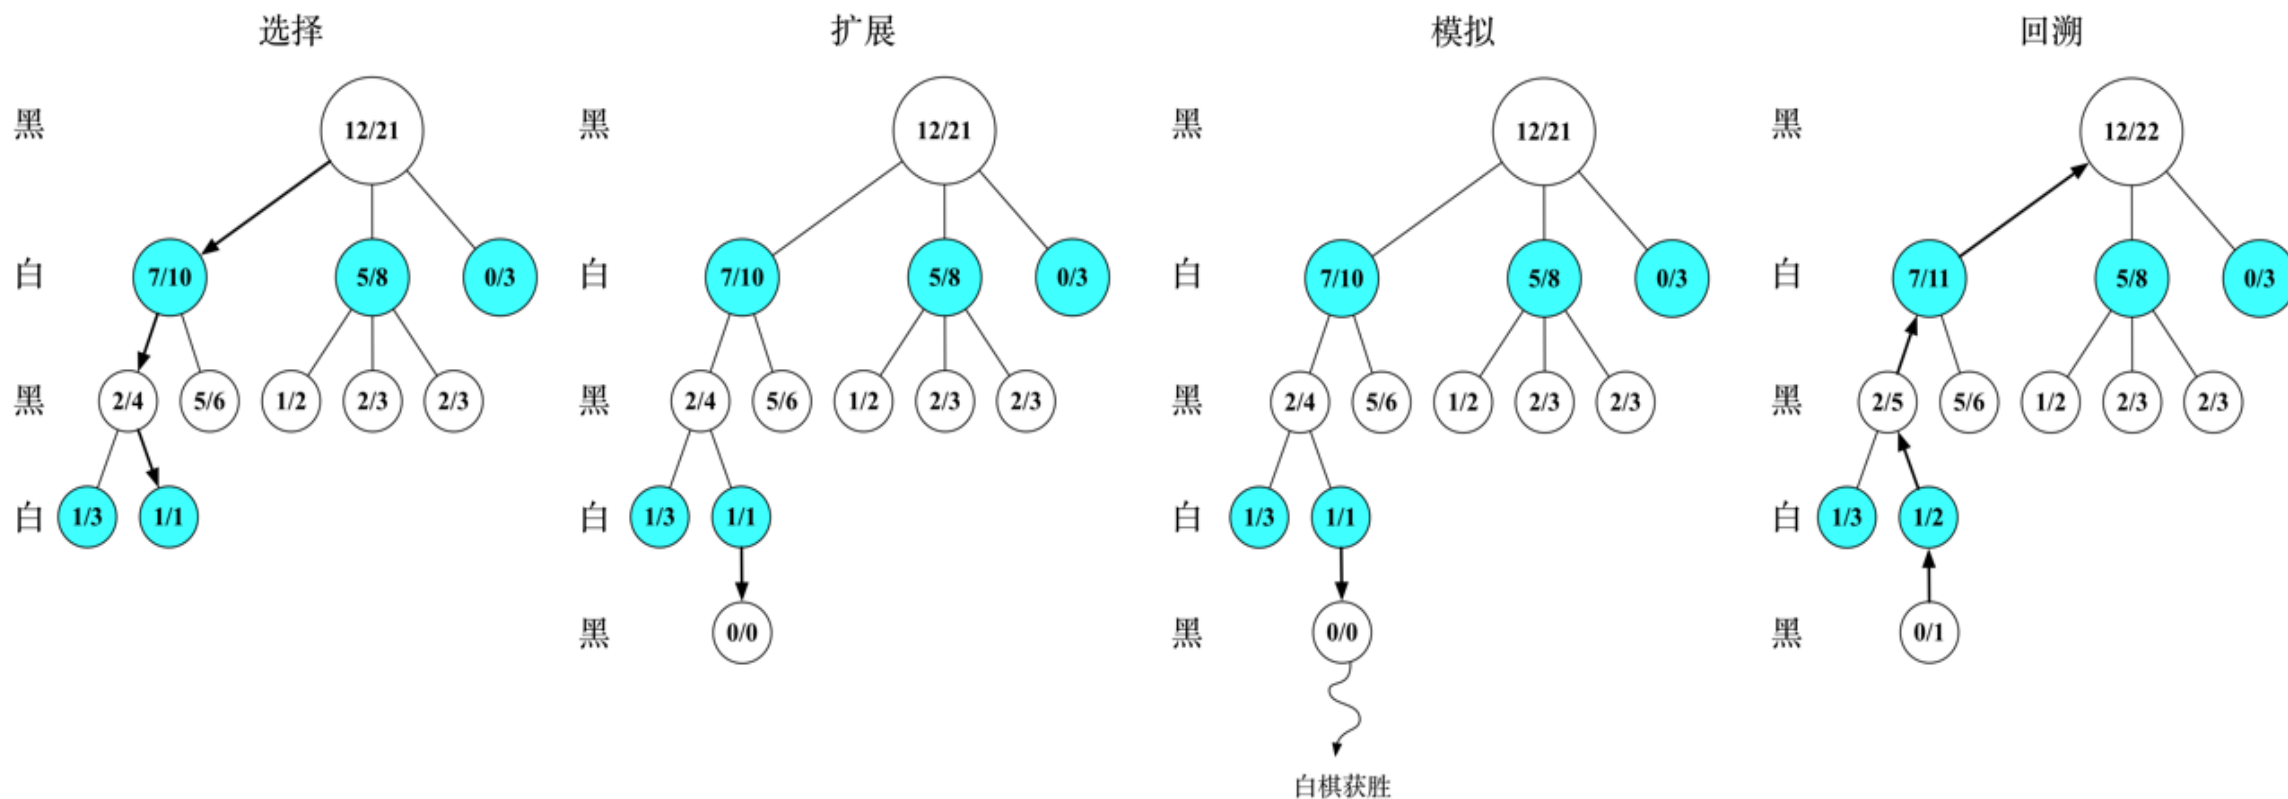 选择 扩展 模拟 回溯
黑 12/21 黑 12/21 黑 12/21 黑 12/22
白 7/10 5/8 0/3 白 7/10 5/8 0/3 白 7/10 5/8 0/3 白 7/11 5/8 0/3
黑 2/4 5/6 1/2 2/3 2/3 黑 2/4 5/6 1/2 2/3 2/3 黑 2/4 5/6 1/2 2/3 2/3 黑 2/5 5/6 1/2 2/3 2/3
白 1/3 1/1 白 1/3 1/1 白 1/3 1/1 白 1/3 1/2
黑 0/0 黑 0/0 黑 0/1
白棋获胜